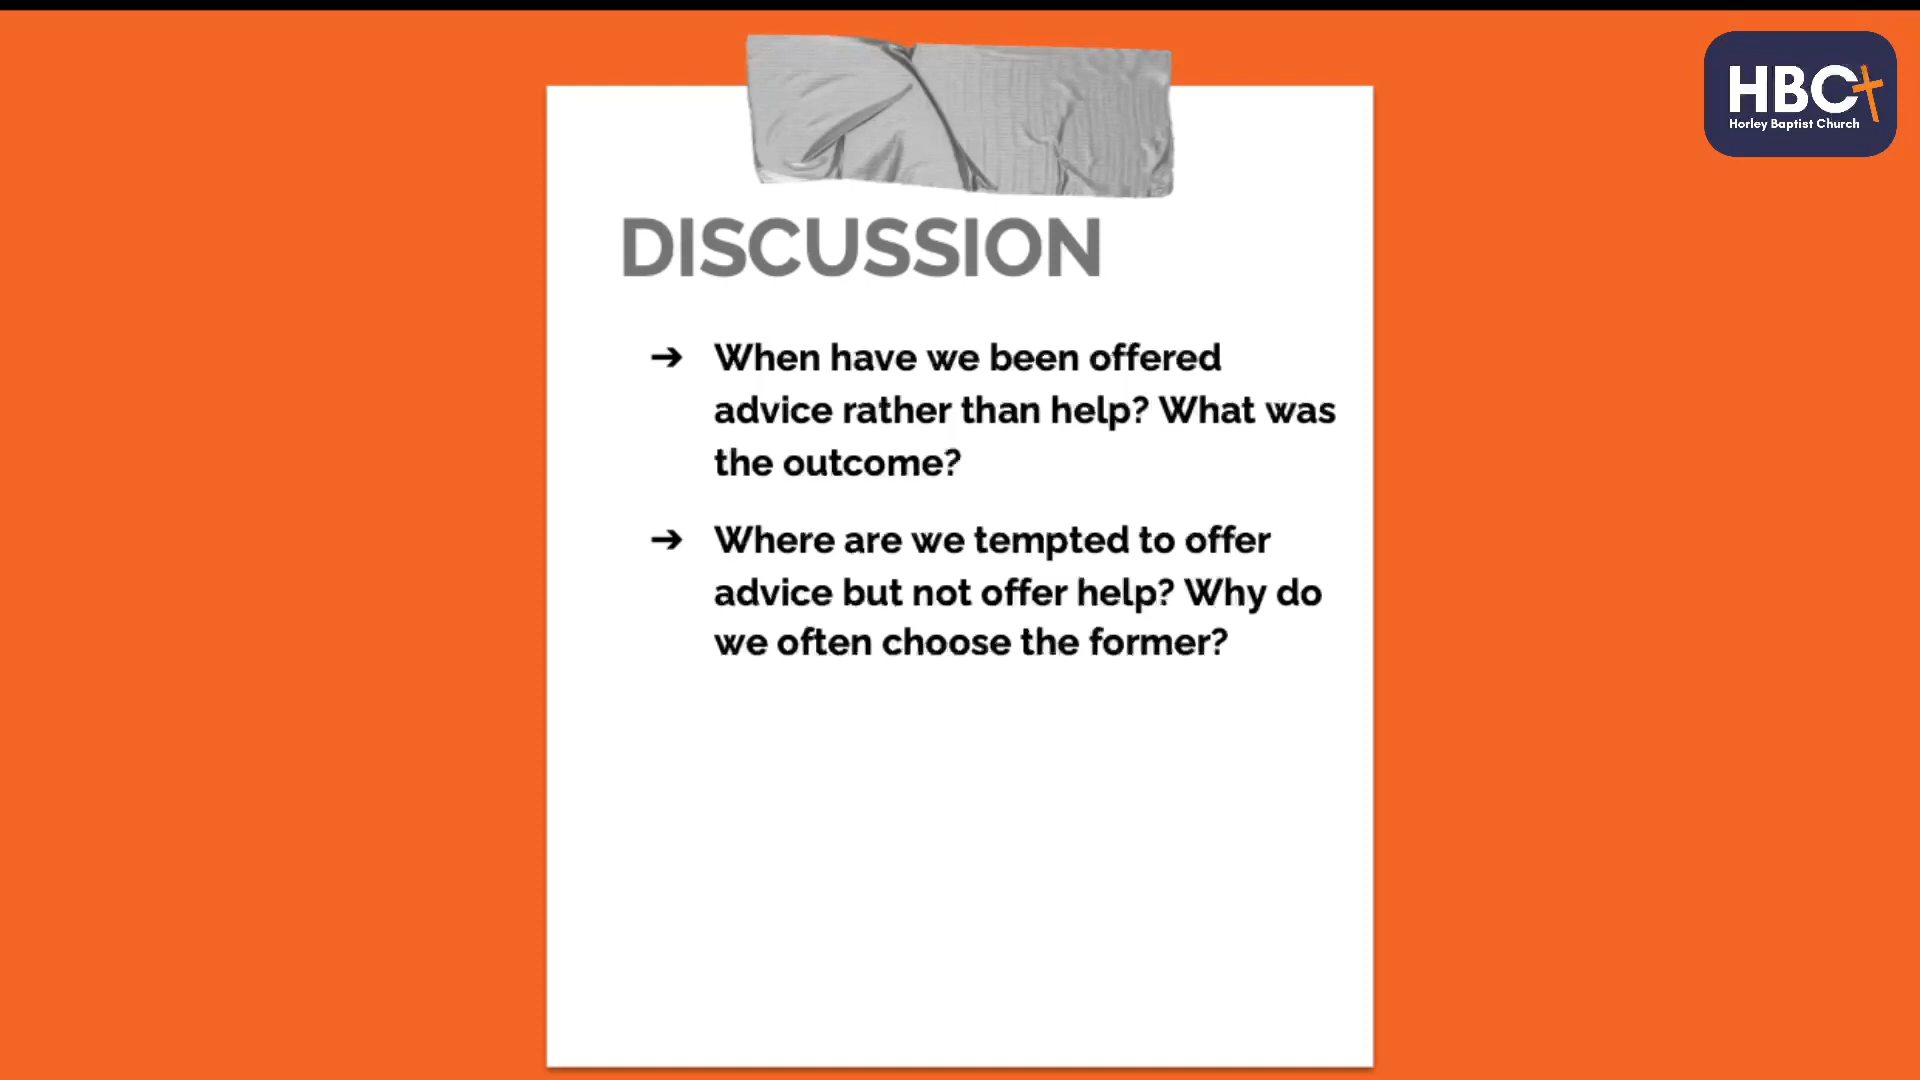 HBC
Horley Baptist Church
DISCUSSION
➔ When have we been offered
advice rather than help? What was
the outcome?
➔ Where are we tempted to offer
advice but not offer help? Why do
we often choose the former?